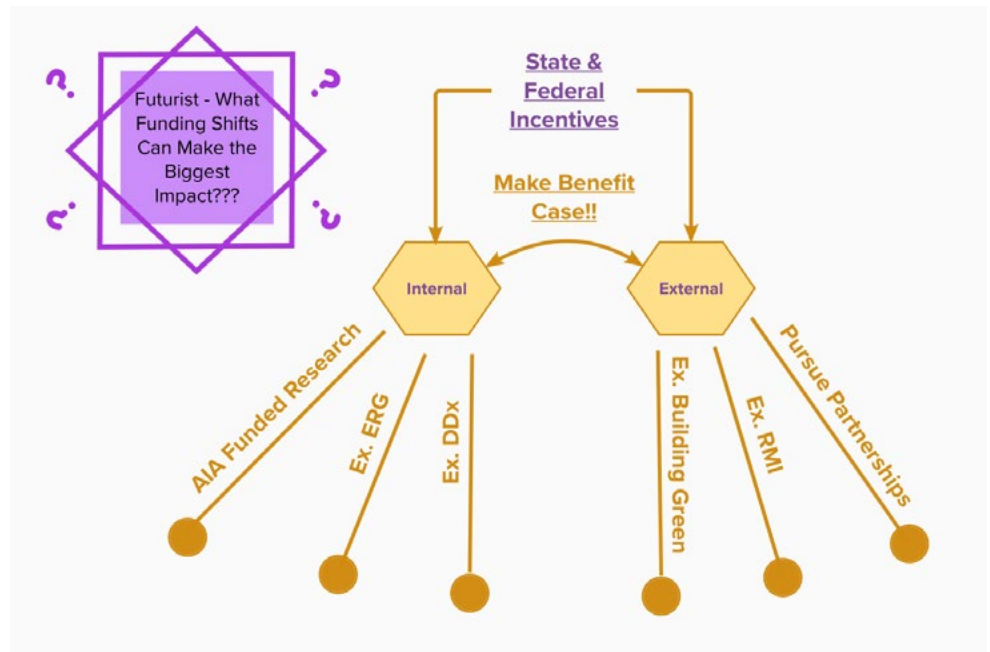 Futurist - What
Funding Shifts
Can Make the
Biggest
Impact???
? ? ? ?
State &
Federal
Incentives
Make Benefit
Case!!
Internal
External
AIA Funded Research
Ex. ERG
Ex. DDx
Ex. Building Green
Ex. RMI
Pursue Partnerships